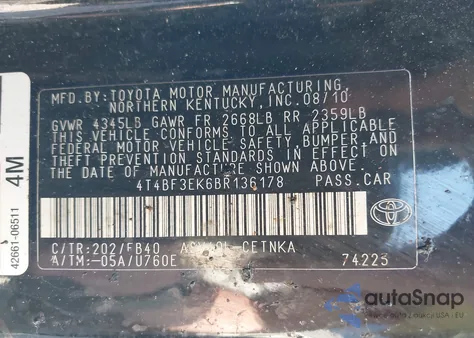 MFD.BY:TOYOTA MOTOR MANUFACTURING,
NORTHERN KENTUCKY,INC.08/10
GVWR 4345LB GAWR FR 2668LB RR 2359LB
THIS VEHICLE CONFORMS TO ALL APPLICABLE
FEDERAL MOTOR VEHICLE SAFETY,BUMPER,AND
THEFT PREVENTION STANDARDS IN EFFECT ON
THE DATE OF MANUFACTURE SHOWN ABOVE.
4T4BF3EK6BR136178 PASS.CAR
C/TR:202/FB40 -CETNKA
A/TM:-05A/U760E 74223
42661-06511 4M
autoSnap